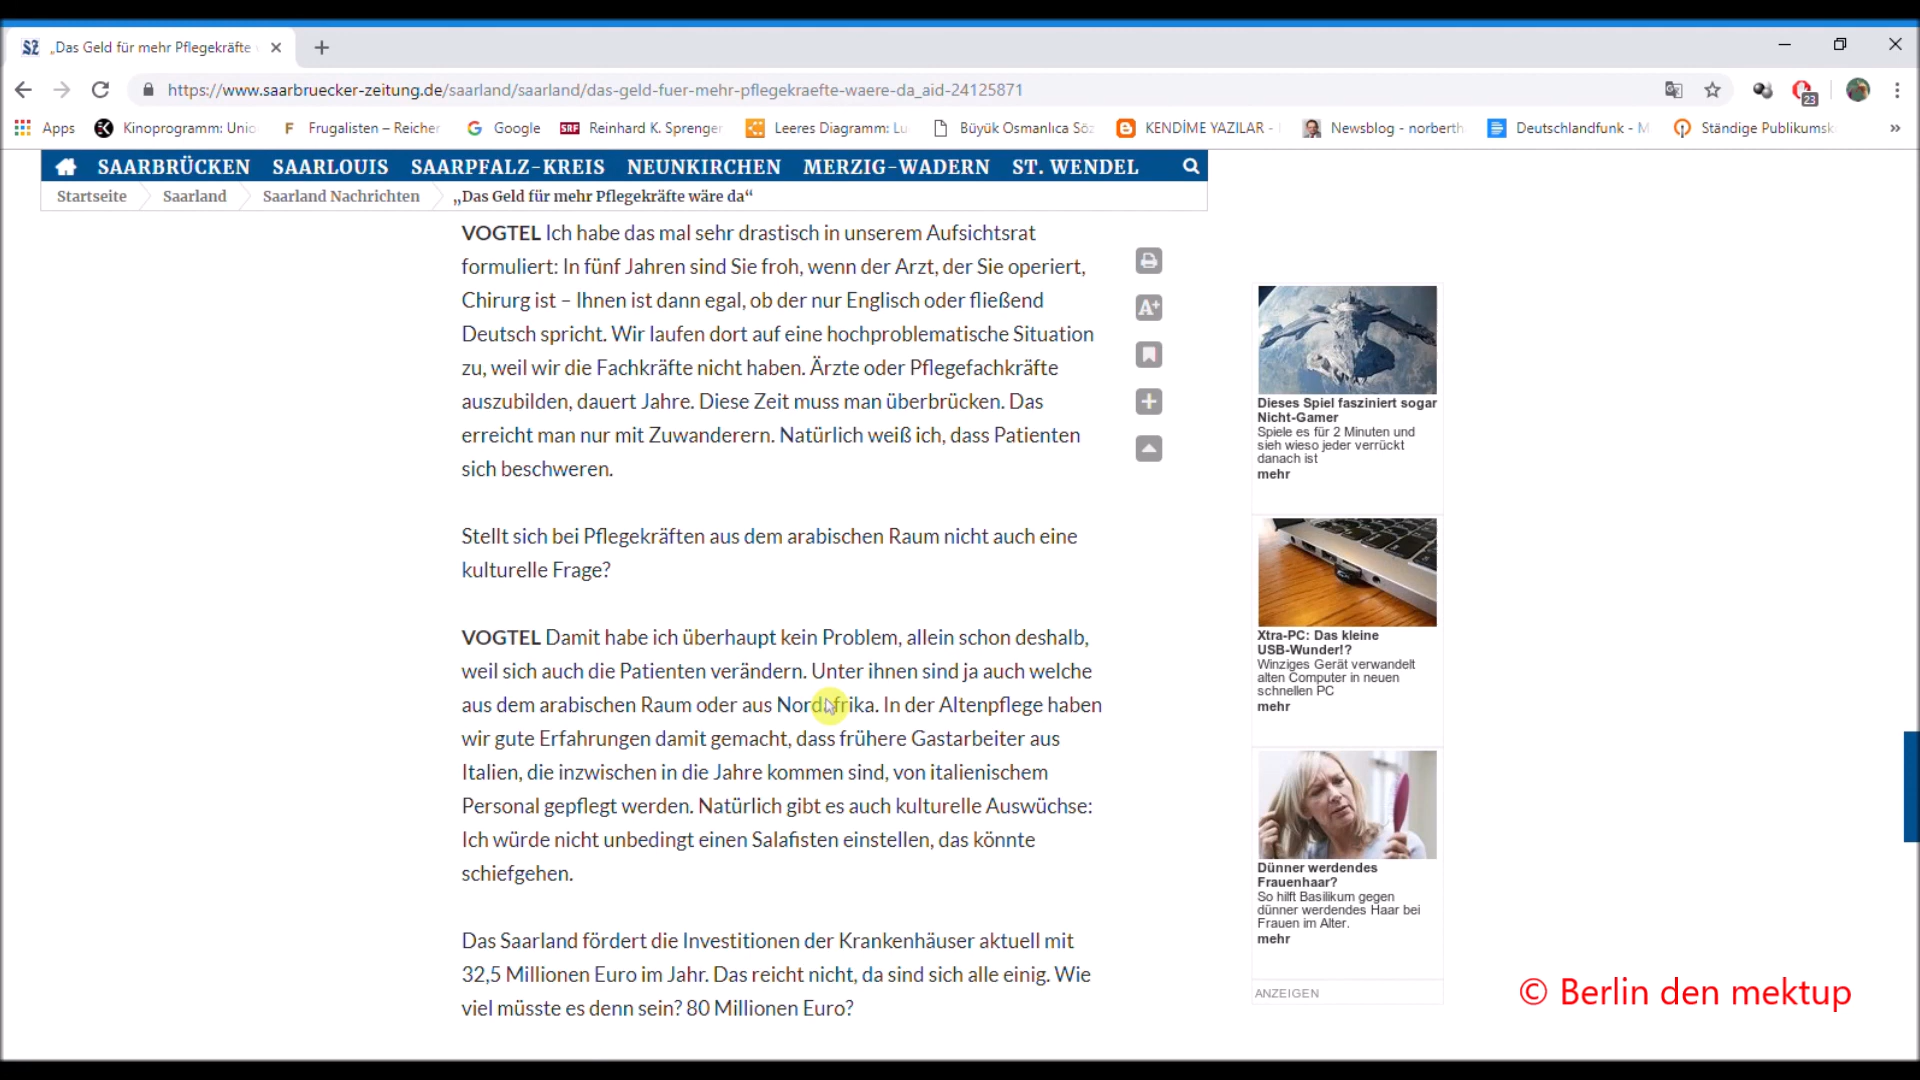 „Das Geld für mehr Pflegekräfte
https://www.saarbruecker-zeitung.de/saarland/saarland/das-geld-fuer-mehr-pflegekraefte-waere-da_aid-24125871
23
Apps
Kinoprogramm: Unio
Frugalisten – Reicher
Google
SRF Reinhard K. Sprenger
Leeres Diagramm: Lu
Büyük Osmanlıca Söz
KENDİME YAZILAR -
Newsblog - norberth
Deutschlandfunk - M
Ständige Publikumsk
»
SAARBRÜCKEN SAARLOUIS SAARPFALZ-KREIS NEUNKIRCHEN MERZIG-WADERN ST. WENDEL
Startseite Saarland Saarland Nachrichten „Das Geld für mehr Pflegekräfte wäre da“
VOGTEL Ich habe das mal sehr drastisch in unserem Aufsichtsrat
formuliert: In fünf Jahren sind Sie froh, wenn der Arzt, der Sie operiert,
Chirurg ist – Ihnen ist dann egal, ob der nur Englisch oder fließend
Deutsch spricht. Wir laufen dort auf eine hochproblematische Situation
zu, weil wir die Fachkräfte nicht haben. Ärzte oder Pflegefachkräfte
auszubilden, dauert Jahre. Diese Zeit muss man überbrücken. Das
erreicht man nur mit Zuwanderern. Natürlich weiß ich, dass Patienten
sich beschweren.
Stellt sich bei Pflegekräften aus dem arabischen Raum nicht auch eine
kulturelle Frage?
VOGTEL Damit habe ich überhaupt kein Problem, allein schon deshalb,
weil sich auch die Patienten verändern. Unter ihnen sind ja auch welche
aus dem arabischen Raum oder aus Nordafrika. In der Altenpflege haben
wir gute Erfahrungen damit gemacht, dass frühere Gastarbeiter aus
Italien, die inzwischen in die Jahre kommen sind, von italienischem
Personal gepflegt werden. Natürlich gibt es auch kulturelle Auswüchse:
Ich würde nicht unbedingt einen Salafisten einstellen, das könnte
schiefgehen.
Das Saarland fördert die Investitionen der Krankenhäuser aktuell mit
32,5 Millionen Euro im Jahr. Das reicht nicht, da sind sich alle einig. Wie
viel müsste es denn sein? 80 Millionen Euro?
A+
Dieses Spiel fasziniert sogar
Nicht-Gamer
Spiele es für 2 Minuten und
sieh wieso jeder verrückt
danach ist
mehr
Xtra-PC: Das kleine
USB-Wunder!?
Winziges Gerät verwandelt
alten Computer in neuen
schnellen PC
mehr
Dünner werdendes
Frauenhaar?
So hilft Basilikum gegen
dünner werdendes Haar bei
Frauen im Alter.
mehr
ANZEIGEN
© Berlin den mektup